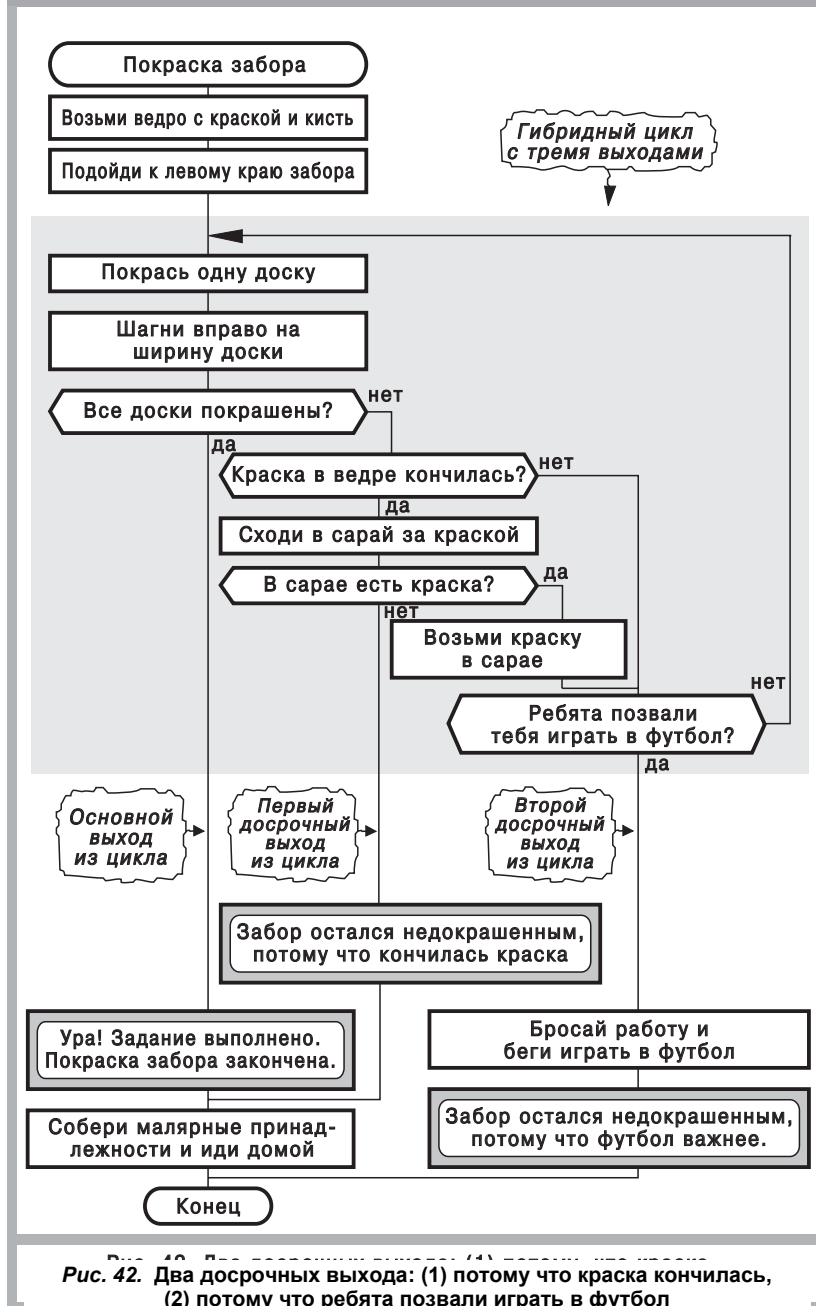 Покраска забора
Возьми ведро с краской и кисть
Подойди к левому краю забора
Гибридный цикл
с тремя выходами
Покрась одну доску
Шагни вправо на
ширину доски
Все доски покрашены?
нет
да
Краска в ведре кончилась?
нет
да
Сходи в сарай за краской
В сарае есть краска?
да
нет
Возьми краску
в сарае
нет
Ребята позвали
тебя играть в футбол?
да
Основной
выход
из цикла
Первый
досрочный
выход
из цикла
Второй
досрочный
выход
из цикла
Забор остался недокрашенным,
потому что кончилась краска
Ура! Задание выполнено.
Покраска забора закончена.
Бросай работу и
беги играть в футбол
Собери малярные принад-
лежности и иди домой
Забор остался недокрашенным,
потому что футбол важнее.
Конец
Рис. 42. Два досрочных выхода: (1) потому что краска кончилась,
(2) потому что ребята позвали играть в футбол